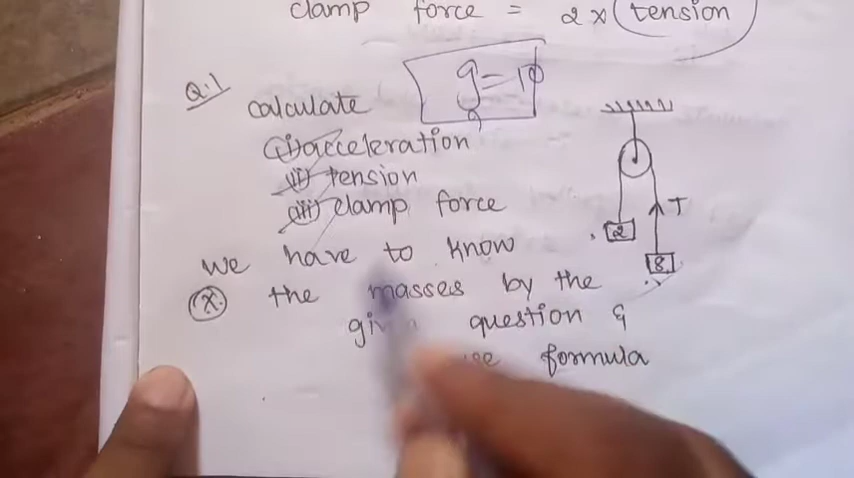 clamp force = 2 x tension
Q.1
g = 10
calculate
(i) acceleration
(ii) tension
(iii) clamp force
T
2
8
we have to know
(x) the masses by the
question &
formula